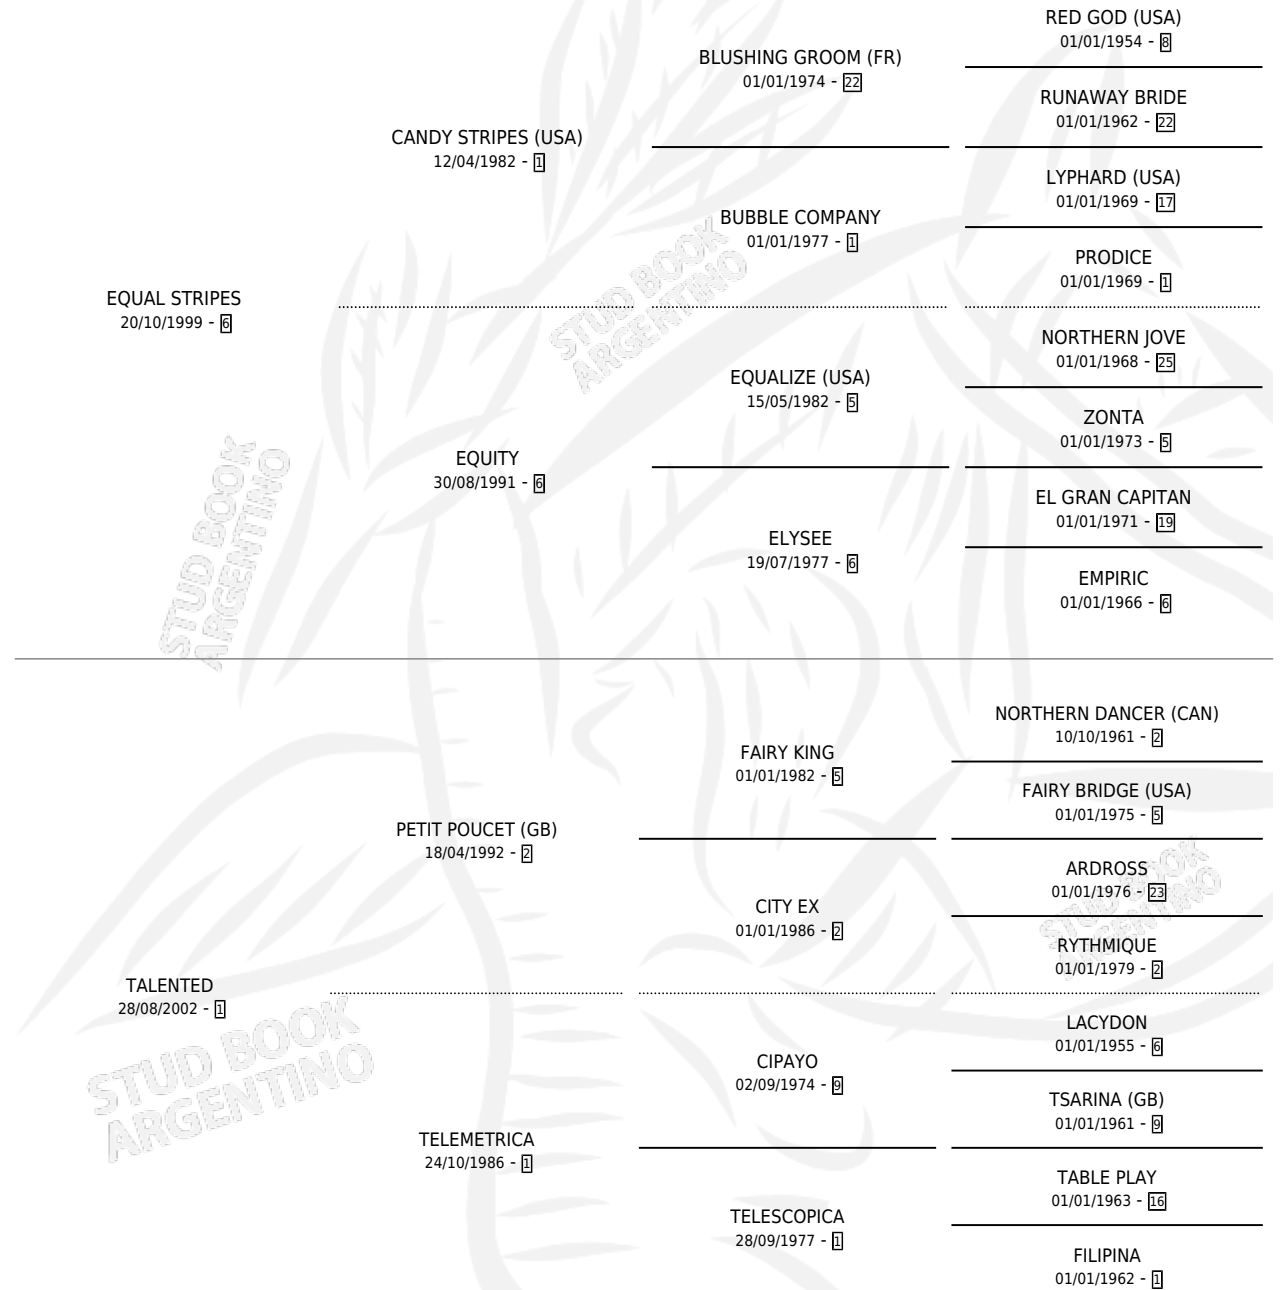 RED GOD (USA)
01/01/1954 - 8
BLUSHING GROOM (FR)
01/01/1974 - 22
RUNAWAY BRIDE
01/01/1962 - 22
CANDY STRIPES (USA)
12/04/1982 - 1
LYPHARD (USA)
01/01/1969 - 17
BUBBLE COMPANY
01/01/1977 - 1
PRODICE
01/01/1969 - 1
EQUAL STRIPES
20/10/1999 - 6
NORTHERN JOVE
01/01/1968 - 25
EQUALIZE (USA)
15/05/1982 - 5
ZONTA
01/01/1973 - 5
EQUITY
30/08/1991 - 6
EL GRAN CAPITAN
01/01/1971 - 19
ELYSEE
19/07/1977 - 6
EMPIRIC
01/01/1966 - 6
NORTHERN DANCER (CAN)
10/10/1961 - 2
FAIRY KING
01/01/1982 - 5
FAIRY BRIDGE (USA)
01/01/1975 - 5
PETIT POUCET (GB)
18/04/1992 - 2
ARDROSS
01/01/1976 - 23
CITY EX
01/01/1986 - 2
RYTHMIQUE
01/01/1979 - 2
TALENTED
28/08/2002 - 1
LACYDON
01/01/1955 - 6
CIPAYO
02/09/1974 - 9
TSARINA (GB)
01/01/1961 - 9
TELEMETRICA
24/10/1986 - 1
TABLE PLAY
01/01/1963 - 16
TELESCOPICA
28/09/1977 - 1
FILIPINA
01/01/1962 - 1
STUD BOOK
ARGENTINO
STUD BOOK
ARGENTINO
STUD BOOK
ARGENTINO
STUD BOOK
ARGENTINO